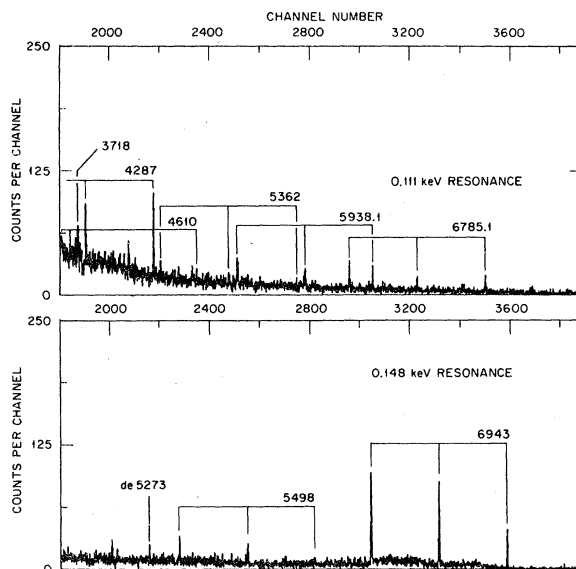 CHANNEL NUMBER
2000 2400 2800 3200 3600
250
3718
125
4287
0.111 keV RESONANCE
5362
5938.1
4610
6785.1
COUNTS PER CHANNEL
0
2000 2400 2800 3200 3600
250
0.148 keV RESONANCE
125
6943
de 5273
5498
COUNTS PER CHANNEL
0